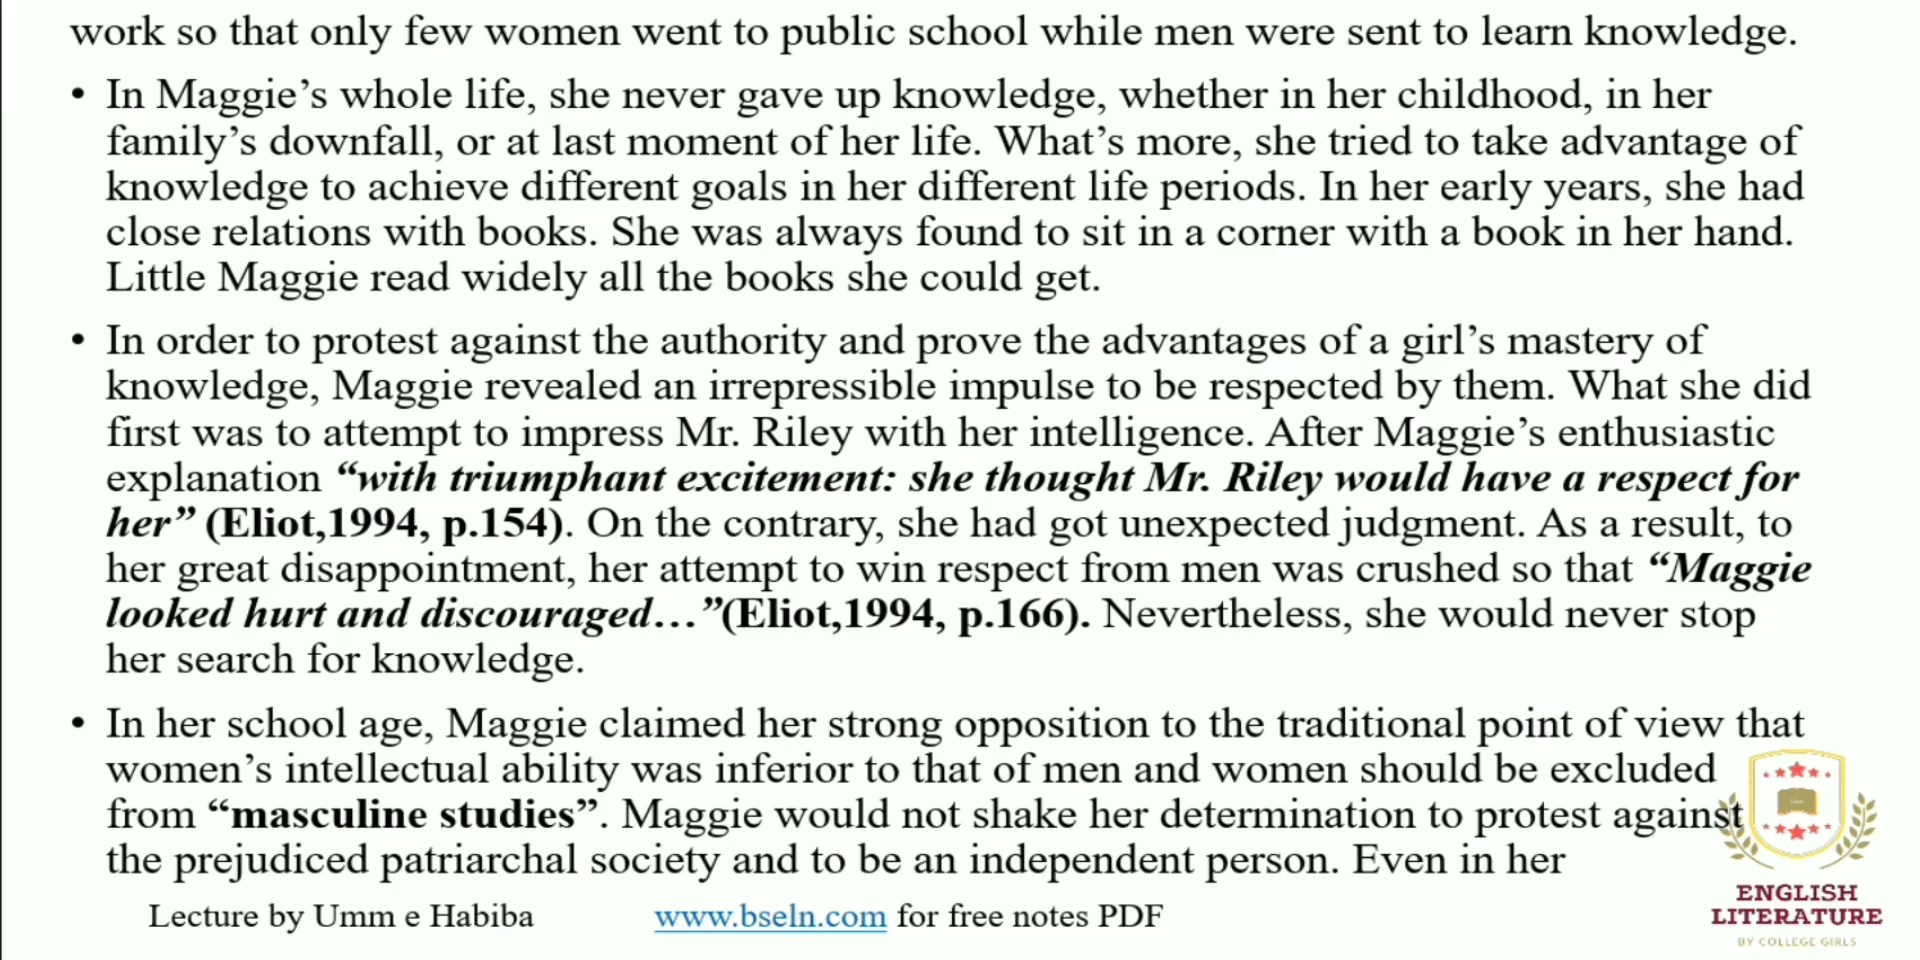 work so that only few women went to public school while men were sent to learn knowledge.
• In Maggie’s whole life, she never gave up knowledge, whether in her childhood, in her
family’s downfall, or at last moment of her life. What’s more, she tried to take advantage of
knowledge to achieve different goals in her different life periods. In her early years, she had
close relations with books. She was always found to sit in a corner with a book in her hand.
Little Maggie read widely all the books she could get.
• In order to protest against the authority and prove the advantages of a girl’s mastery of
knowledge, Maggie revealed an irrepressible impulse to be respected by them. What she did
first was to attempt to impress Mr. Riley with her intelligence. After Maggie’s enthusiastic
explanation “with triumphant excitement: she thought Mr. Riley would have a respect for
her” (Eliot,1994, p.154). On the contrary, she had got unexpected judgment. As a result, to
her great disappointment, her attempt to win respect from men was crushed so that “Maggie
looked hurt and discouraged…”(Eliot,1994, p.166). Nevertheless, she would never stop
her search for knowledge.
• In her school age, Maggie claimed her strong opposition to the traditional point of view that
women’s intellectual ability was inferior to that of men and women should be excluded
from “masculine studies”. Maggie would not shake her determination to protest against
the prejudiced patriarchal society and to be an independent person. Even in her
Lecture by Umm e Habiba
www.bseln.com for free notes PDF
ENGLISH
LITERATURE
BY COLLEGE GIRLS